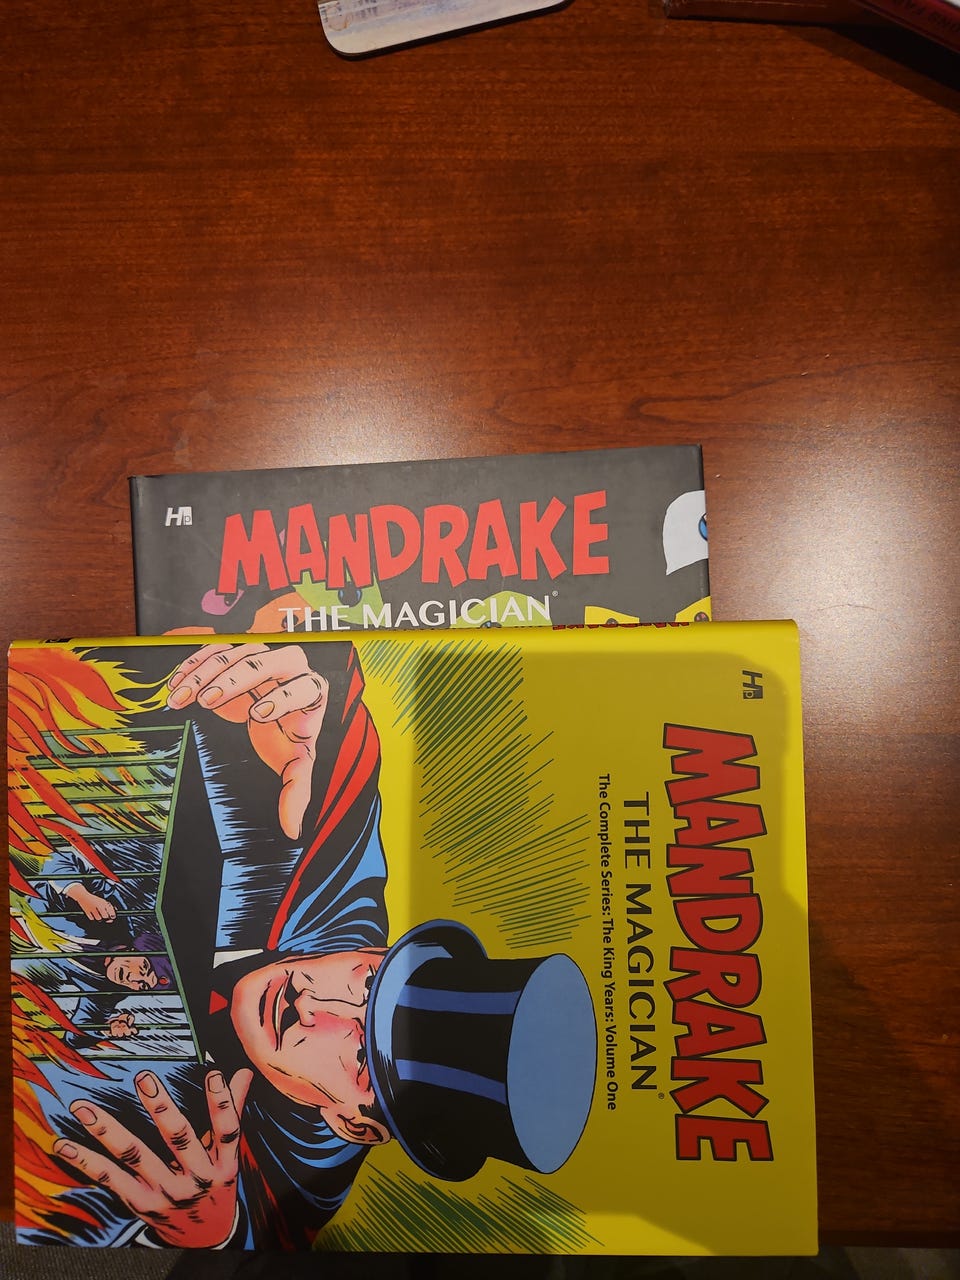 Hp
MANDRAKE
THE MAGICIAN®
Hp
MANDRAKE
THE MAGICIAN®
The Complete Series: The King Years: Volume One